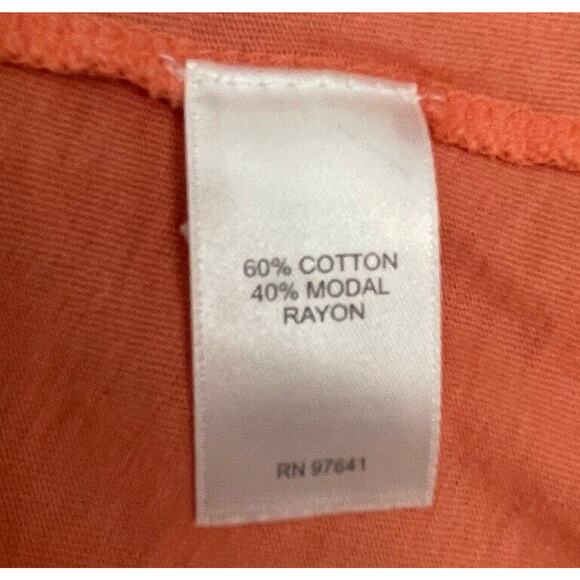 60% COTTON
40% MODAL
RAYON
RN 97641